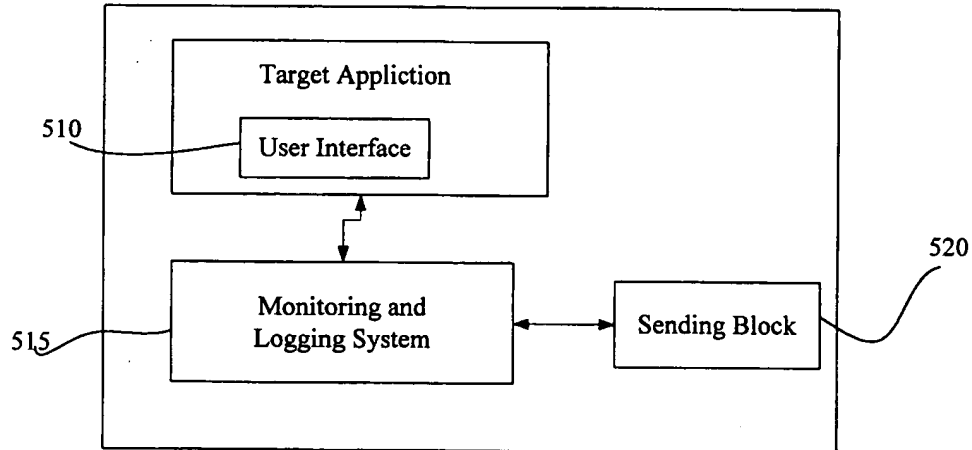 Target Appliction
510
User Interface
520
Monitoring and
Logging System
Sending Block
515